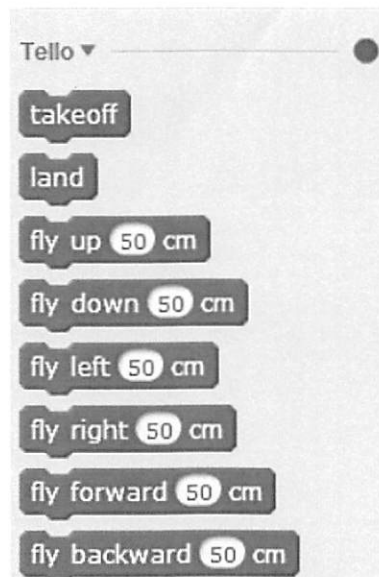 Tello
takeoff
land
fly up 50 cm
fly down 50 cm
fly left 50 cm
fly right 50 cm
fly forward 50 cm
fly backward 50 cm